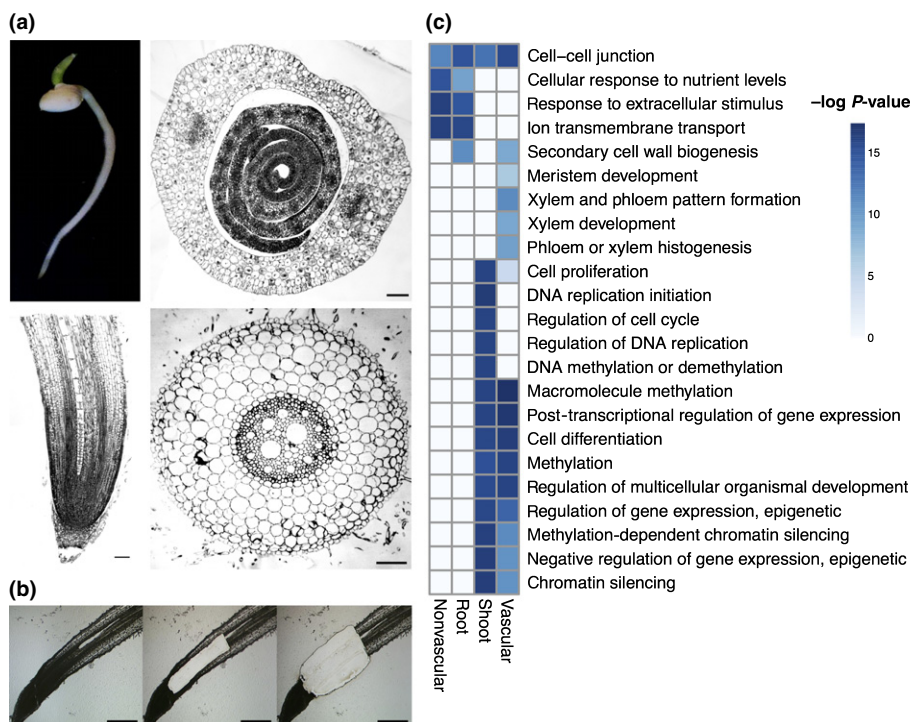 (a)
(c)
Cell–cell junction
Cellular response to nutrient levels
Response to extracellular stimulus
Ion transmembrane transport
Secondary cell wall biogenesis
Meristem development
Xylem and phloem pattern formation
Xylem development
Phloem or xylem histogenesis
Cell proliferation
DNA replication initiation
Regulation of cell cycle
Regulation of DNA replication
DNA methylation or demethylation
Macromolecule methylation
Post-transcriptional regulation of gene expression
Cell differentiation
Methylation
Regulation of multicellular organismal development
Regulation of gene expression, epigenetic
Methylation-dependent chromatin silencing
Negative regulation of gene expression, epigenetic
Chromatin silencing
Nonvascular
Root
Shoot
Vascular
–log P-value
15
10
5
0
(b)